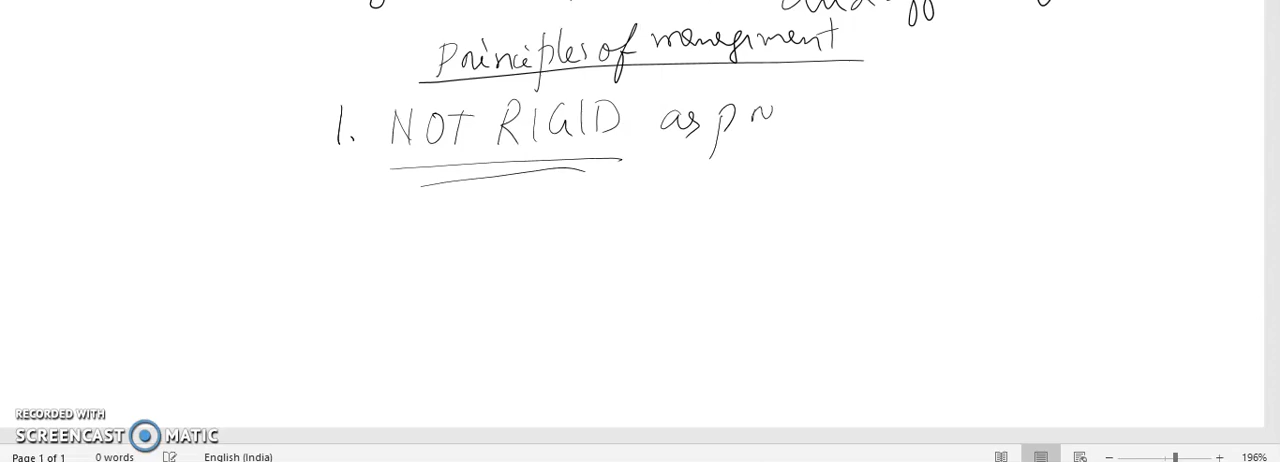 Principles of management
1. NOT RIGID as pr
RECORDED WITH
SCREENCAST MATIC
Page 1 of 1 0 words English (India) 196%